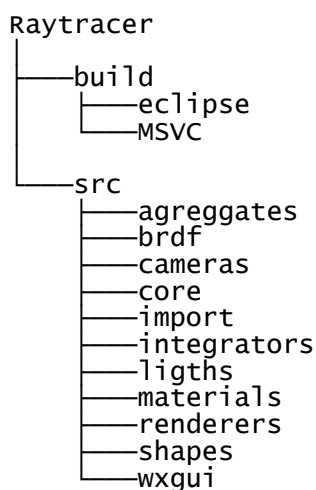 Raytracer
build
eclipse
MSVC
src
agreggates
brdf
cameras
core
import
integrators
ligths
materials
renderers
shapes
wxgui